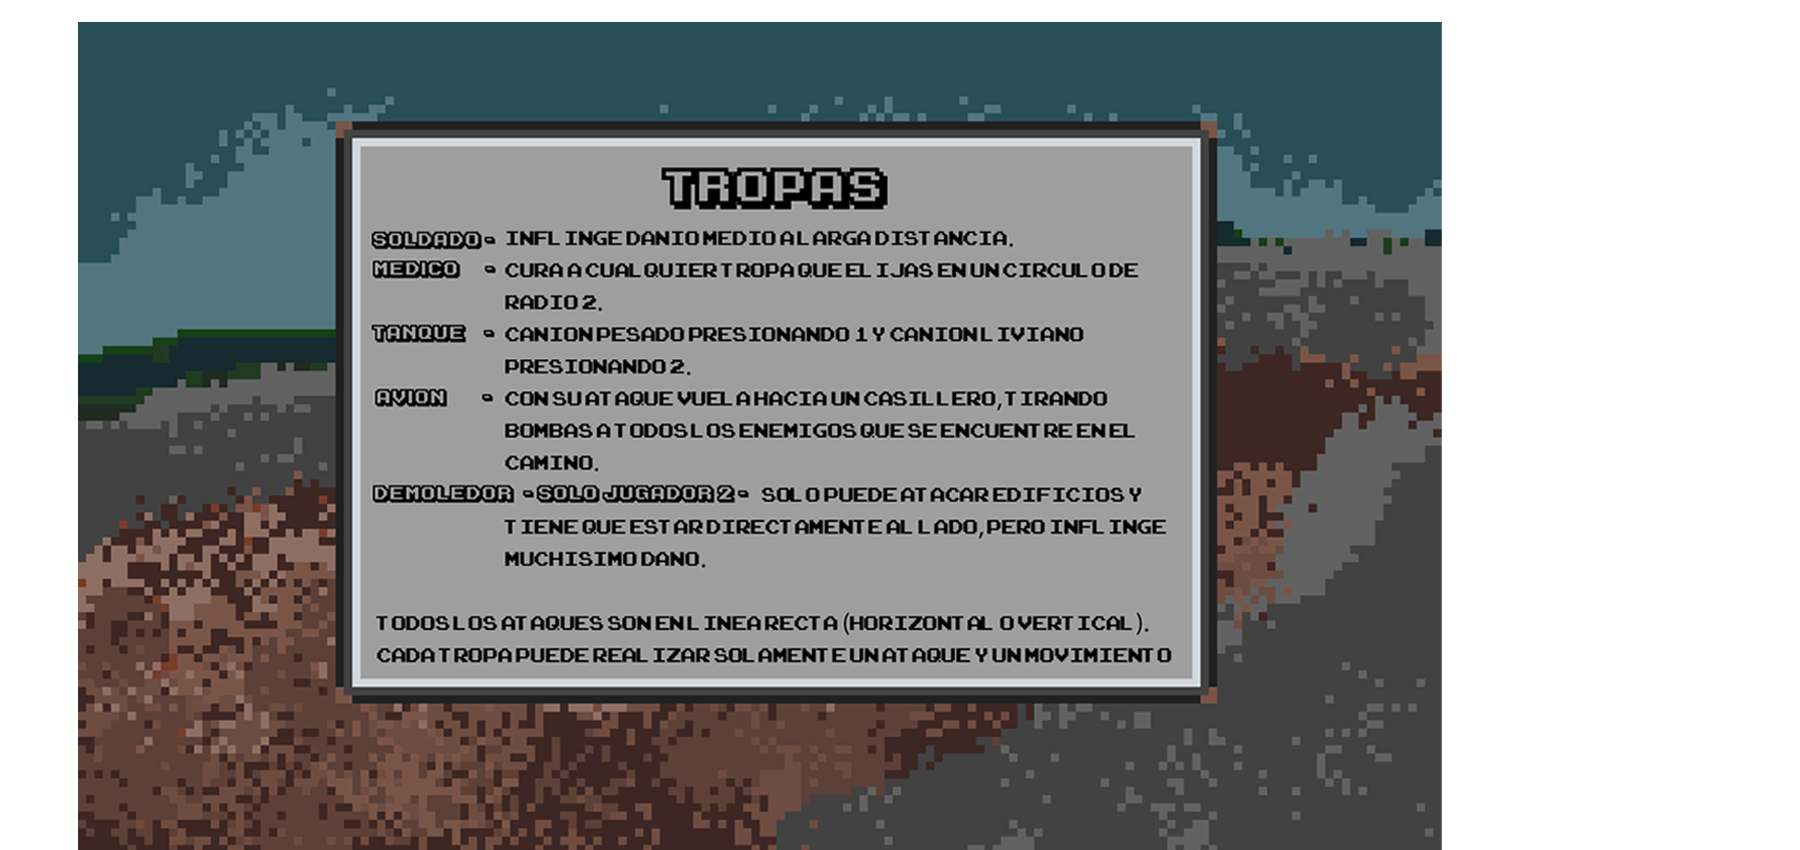 TROPAS
SOLDADO- INFLINGE DANIO MEDIO A LARGA DISTANCIA.
MEDICO - CURA A CUALQUIER TROPA QUE ELIJAS EN UN CIRCULO DE
RADIO 2.
TANQUE - CANION PESADO PRESIONANDO 1 Y CANION LIVIANO
PRESIONANDO 2.
AVION - CON SU ATAQUE VUELA HACIA UN CASILLERO, TIRANDO
BOMBAS A TODOS LOS ENEMIGOS QUE SE ENCUENTRE EN EL
CAMINO.
DEMOLEDOR -SOLO JUGADOR 2- SOLO PUEDE ATACAR EDIFICIOS Y
TIENE QUE ESTAR DIRECTAMENTE AL LADO, PERO INFLINGE
MUCHISIMO DANO.
TODOS LOS ATAQUES SON EN LINEA RECTA (HORIZONTAL O VERTICAL).
CADA TROPA PUEDE REALIZAR SOLAMENTE UN ATAQUE Y UN MOVIMIENTO